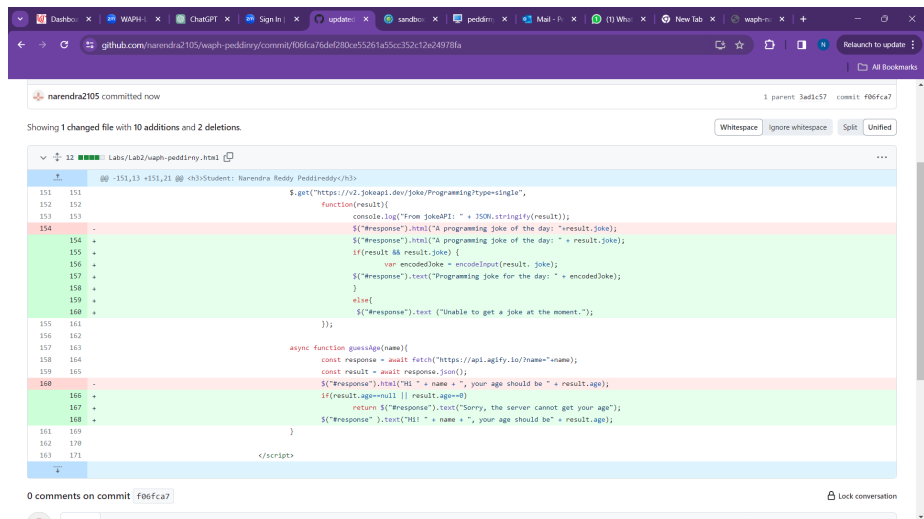 Dashbo
WAPH-L
ChatGPT
Sign In |
update
sandbo
peddirn
Mail - P
(1) Wha
New Tab
waph-n
github.com/narendra2105/waph-peddinry/commit/f06fca76def280ce55261a55cc352c12e24978fa
N
Relaunch to update
All Bookmarks
narendra2105 committed now
1 parent 3ad1c57 commit f06fca7
Showing 1 changed file with 10 additions and 2 deletions.
Whitespace Ignore whitespace Split Unified
12 Labs/Lab2/waph-peddirny.html
@@ -151,13 +151,21 @@ <h3>Student: Narendra Reddy Peddireddy</h3>
151 151 $.get("https://v2.jokeapi.dev/joke/Programming?type=single",
152 152 function(result){
153 153 console.log("From jokeAPI: " + JSON.stringify(result));
154 - $("#response").html("A programming joke of the day: "+result.joke);
154 + $("#response").html("A programming joke of the day: " + result.joke);
155 + if(result && result.joke) {
156 + var encodedJoke = encodeInput(result. joke);
157 + $("#response").text("Programming joke for the day: " + encodedJoke);
158 + }
159 + else{
160 + $("#response").text ("Unable to get a joke at the moment.");
155 161 });
156 162
157 163 async function guessAge(name){
158 164 const response = await fetch("https://api.agify.io/?name="+name);
159 165 const result = await response.json();
160 - $("#response").html("Hi " + name + ", your age should be " + result.age);
166 + if(result.age==null || result.age==0)
167 + return $("#response").text("Sorry, the server cannot get your age");
168 + $("#response" ).text("Hi! " + name + ", your age should be" + result.age);
161 169 }
162 170
163 171 </script>
0 comments on commit f06fca7
Lock conversation